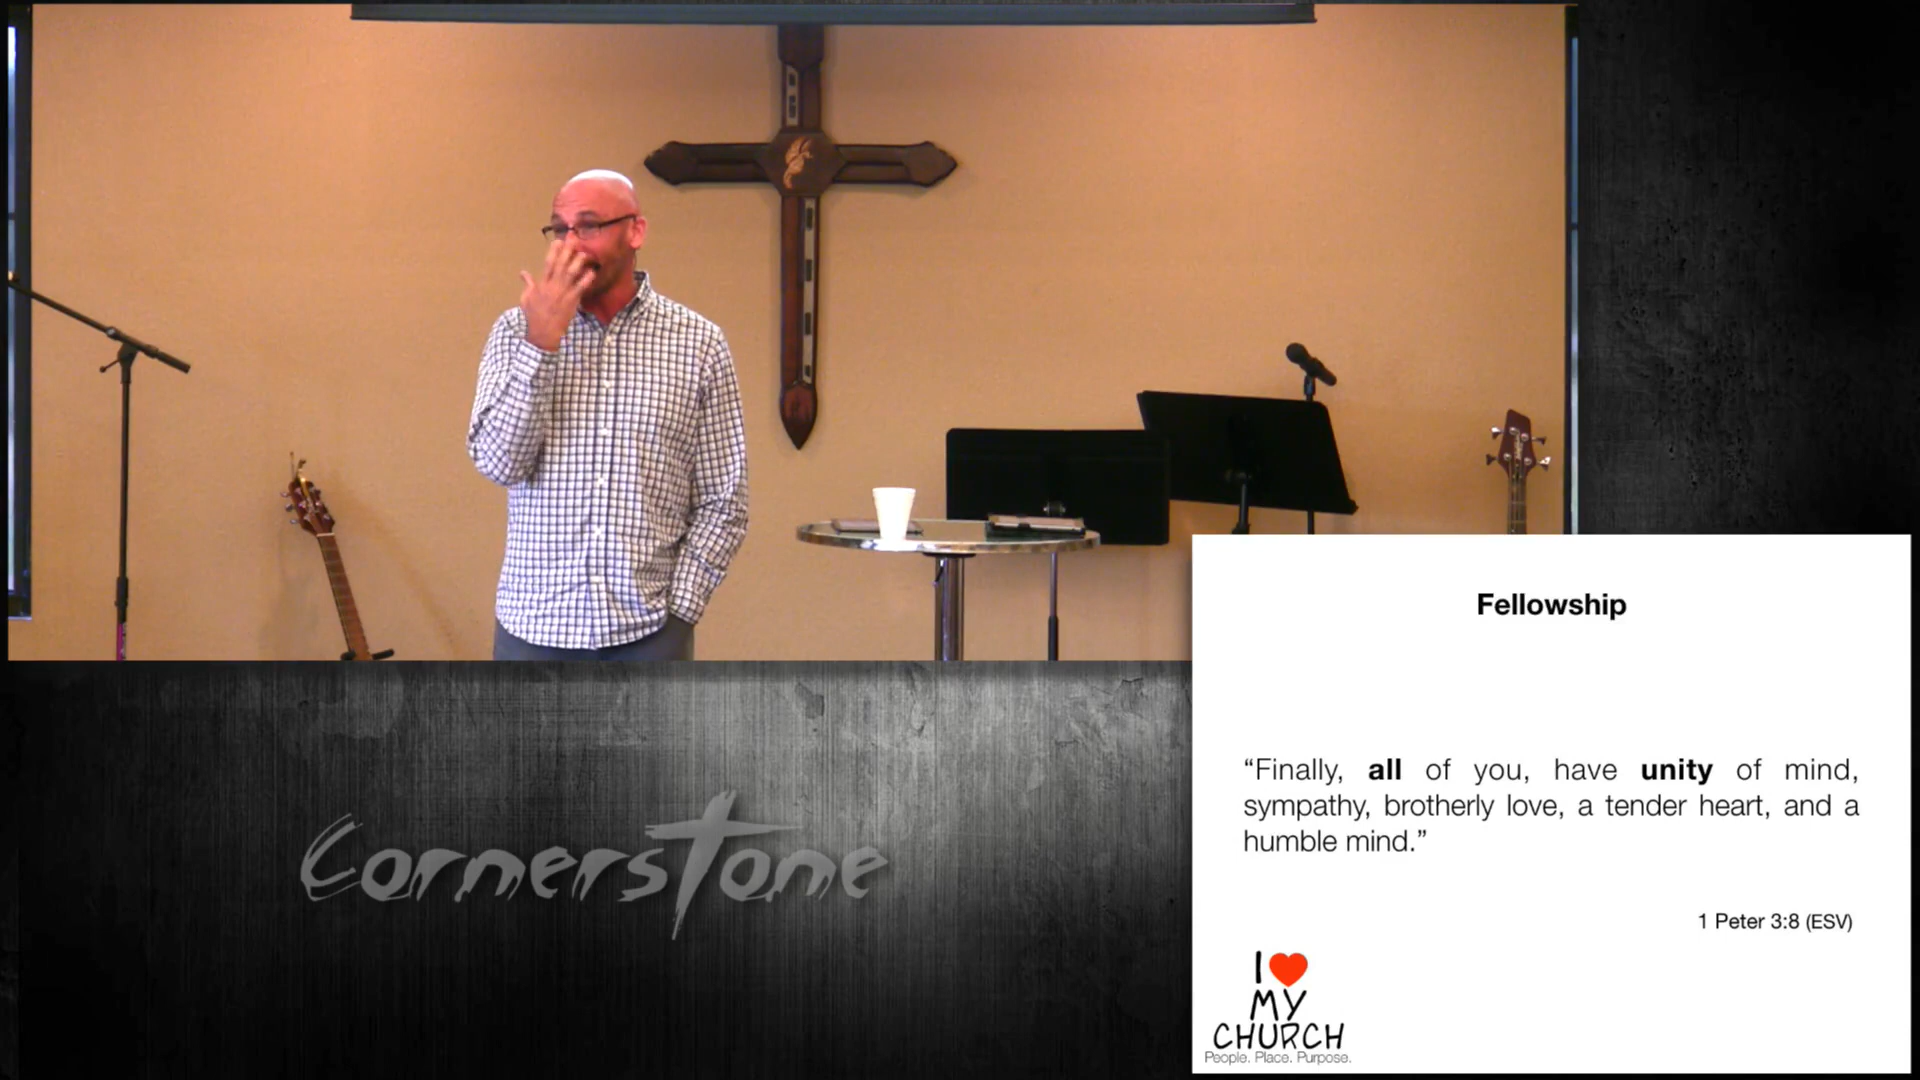 Cornerstone
Fellowship
“Finally, all of you, have unity of mind,
sympathy, brotherly love, a tender heart, and a
humble mind.”
1 Peter 3:8 (ESV)
I ❤
MY
CHURCH
People. Place. Purpose.